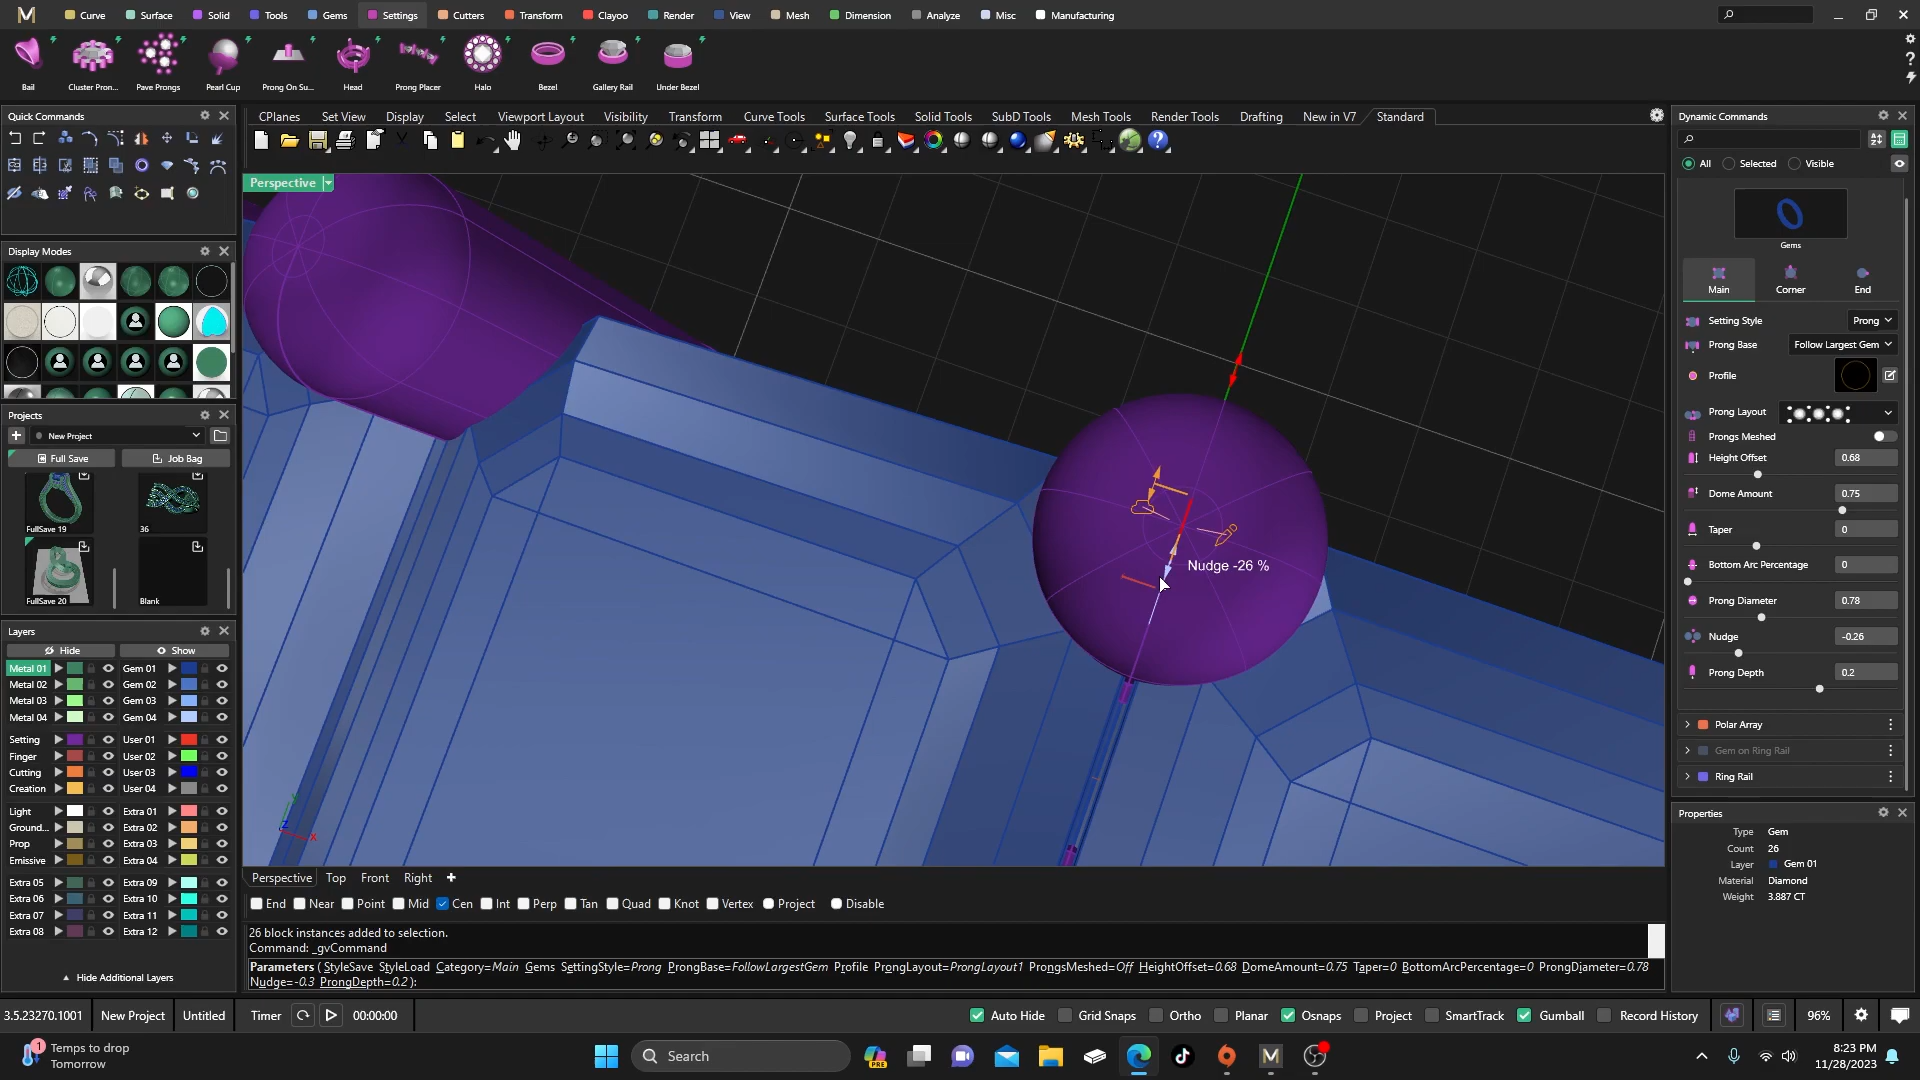 Curve Surface Solid Tools Gems Settings Cutters Transform Clayoo Render View Mesh Dimension Analyze Misc Manufacturing
Bail Cluster Pron... Pave Prongs Pearl Cup Prong On Su... Head Prong Placer Halo Bezel Gallery Rail Under Bezel
Quick Commands
CPlanes Set View Display Select Viewport Layout Visibility Transform Curve Tools Surface Tools Solid Tools SubD Tools Mesh Tools Render Tools Drafting New in V7 Standard
Perspective
Display Modes
Projects
New Project
Full Save Job Bag
FullSave 19 36
FullSave 20 Blank
Layers
Hide Show
Metal 01 Gem 01
Metal 02 Gem 02
Metal 03 Gem 03
Metal 04 Gem 04
Setting User 01
Finger User 02
Cutting User 03
Creation User 04
Light Extra 01
Ground... Extra 02
Prop Extra 03
Emissive Extra 04
Extra 05 Extra 09
Extra 06 Extra 10
Extra 07 Extra 11
Extra 08 Extra 12
Hide Additional Layers
Nudge -26 %
z x
Perspective Top Front Right
End Near Point Mid Cen Int Perp Tan Quad Knot Vertex Project Disable
26 block instances added to selection.
Command: _gvCommand
Parameters ( StyleSave StyleLoad Category=Main Gems SettingStyle=Prong ProngBase=FollowLargestGem Profile ProngLayout=ProngLayout1 ProngsMeshed=Off HeightOffset=0.68 DomeAmount=0.75 Taper=0 BottomArcPercentage=0 ProngDiameter=0.78
Nudge=-0.3 ProngDepth=0.2 ):
Dynamic Commands
All Selected Visible
Gems
Main Corner End
Setting Style Prong
Prong Base Follow Largest Gem
Profile
Prong Layout
Prongs Meshed
Height Offset 0.68
Dome Amount 0.75
Taper 0
Bottom Arc Percentage 0
Prong Diameter 0.78
Nudge -0.26
Prong Depth 0.2
Polar Array
Gem on Ring Rail
Ring Rail
Properties
Type Gem
Count 26
Layer Gem 01
Material Diamond
Weight 3.887 CT
3.5.23270.1001 New Project Untitled Timer 00:00:00 Auto Hide Grid Snaps Ortho Planar Osnaps Project SmartTrack Gumball Record History 96%
1 Temps to drop
Tomorrow
Search
PRE
8:23 PM
11/28/2023